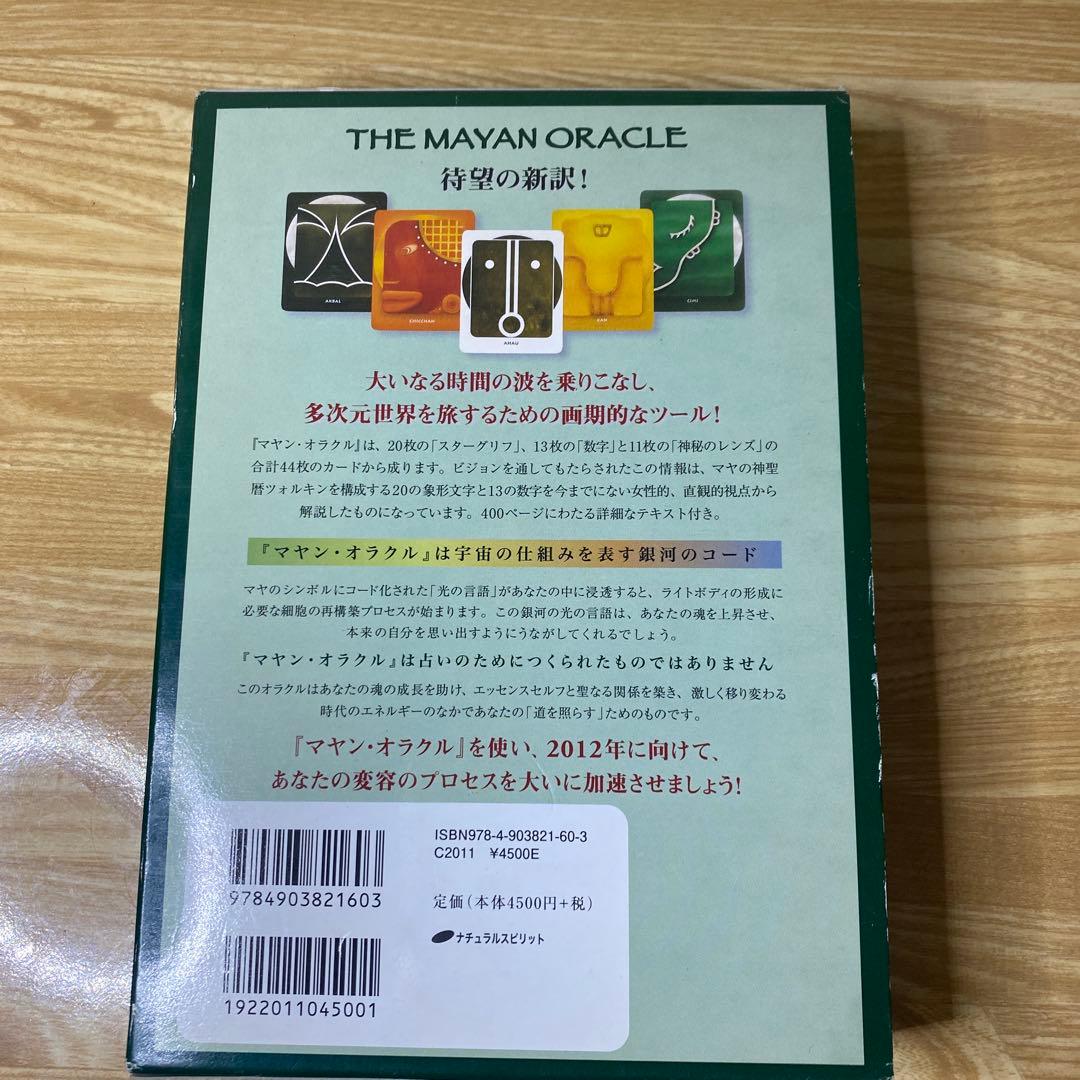 THE MAYAN ORACLE
待望の新訳!
AKBAL
CHICCHAN
AHAU
KAN
CIMI
大いなる時間の波を乗りこなし、
多次元世界を旅するための画期的なツール!
『マヤン・オラクル』は、20枚の「スターグリフ」、13枚の「数字」と11枚の「神秘のレンズ」の
合計44枚のカードから成ります。ビジョンを通してもたらされたこの情報は、マヤの神聖
暦ツォルキンを構成する20の象形文字と13の数字を今までにない女性的、直観的視点から
解説したものになっています。400ページにわたる詳細なテキスト付き。
『マヤン・オラクル』は宇宙の仕組みを表す銀河のコード
マヤのシンボルにコード化された「光の言語」があなたの中に浸透すると、ライトボディの形成に
必要な細胞の再構築プロセスが始まります。この銀河の光の言語は、あなたの魂を上昇させ、
本来の自分を思い出すようにうながしてくれるでしょう。
『マヤン・オラクル』は占いのためにつくられたものではありません
このオラクルはあなたの魂の成長を助け、エッセンスセルフと聖なる関係を築き、激しく移り変わる
時代のエネルギーのなかであなたの「道を照らす」ためのものです。
『マヤン・オラクル』を使い、2012年に向けて、
あなたの変容のプロセスを大いに加速させましょう!
ISBN978-4-903821-60-3
C2011 ¥4500E
9784903821603
定価(本体4500円+税)
ナチュラルスピリット
1922011045001